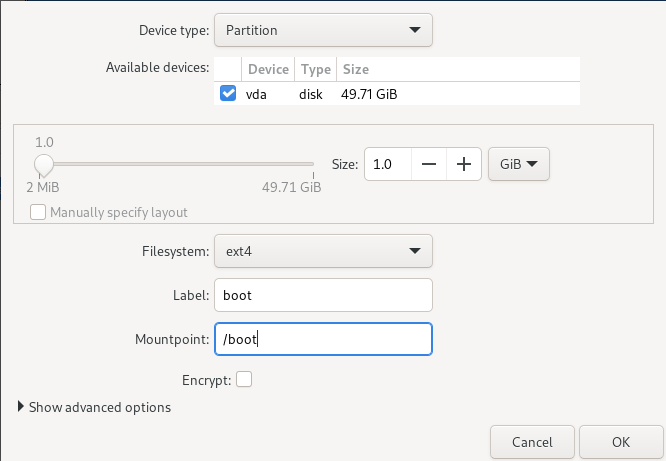 Device type: Partition
Available devices: Device Type Size
vda disk 49.71 GiB
1.0
Size: 1.0 GiB
2 MiB 49.71 GiB
Manually specify layout
Filesystem: ext4
Label: boot
Mountpoint: /boot
Encrypt:
Show advanced options
Cancel OK